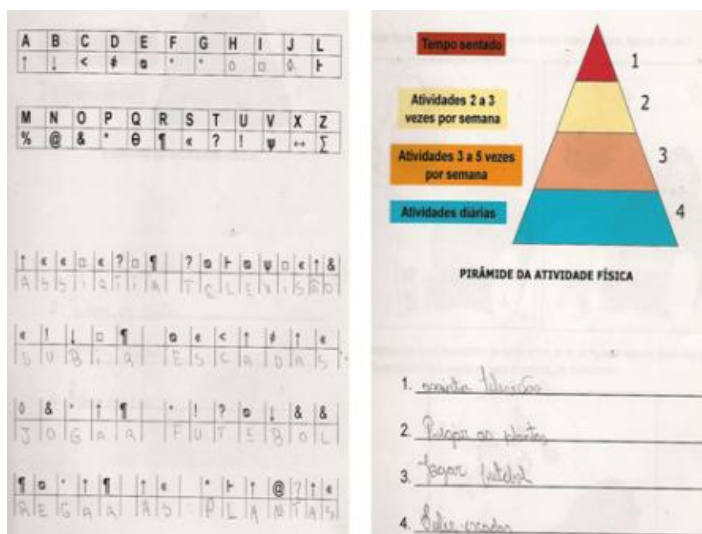 A B C D E F G H I J L
↑ ↓ < ≠
M N O P Q R S T U V X Z
% @ & * Θ ¶ « ? ! ψ ↔ ∑
A S S I S T I R T E L E V I S Ã O
S U B I R E S C A D A S
J O G A R F U T E B O L
R E G A R A S P L A N T A S
Tempo sentado
1
Atividades 2 a 3
vezes por semana
2
Atividades 3 a 5 vezes
por semana
3
Atividades diárias
4
PIRÂMIDE DA ATIVIDADE FÍSICA
1. televisão
2. Regar as plantas
3. Jogar futebol
4. Subir escadas